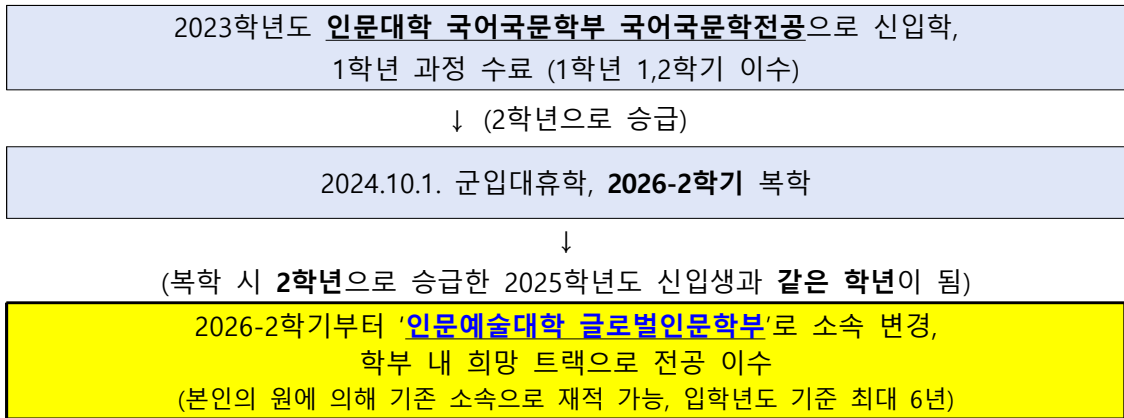 2023학년도 인문대학 국어국문학부 국어국문학전공으로 신입학,
1학년 과정 수료 (1학년 1,2학기 이수)
↓ (2학년으로 승급)
2024.10.1. 군입대휴학, 2026-2학기 복학
↓
(복학 시 2학년으로 승급한 2025학년도 신입생과 같은 학년이 됨)
2026-2학기부터 '인문예술대학 글로벌인문학부'로 소속 변경,
학부 내 희망 트랙으로 전공 이수
(본인의 원에 의해 기존 소속으로 재적 가능, 입학년도 기준 최대 6년)